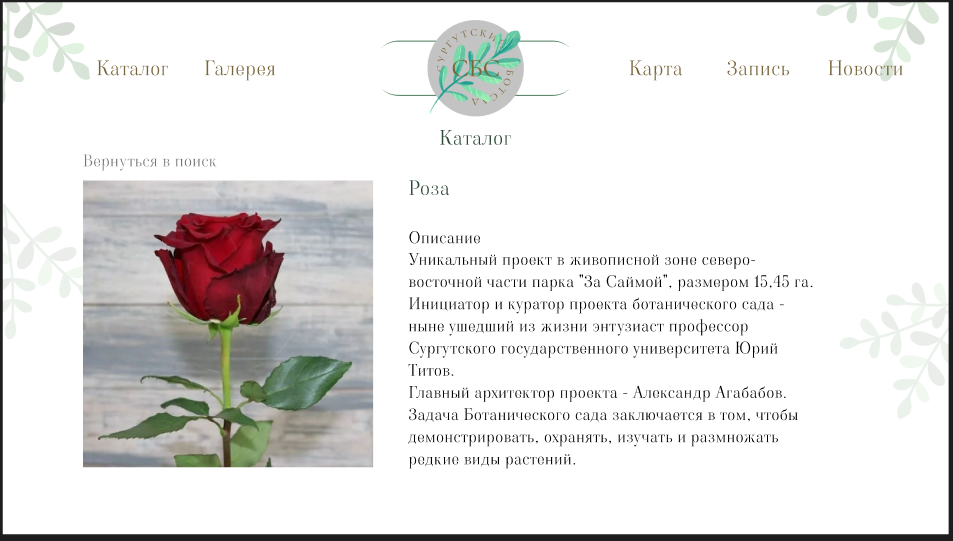 Каталог
Галерея
СУРГУТСКИЙ
СБС
БОТСАД
Карта
Запись
Новости
Каталог
Вернуться в поиск
Роза
Описание
Уникальный проект в живописной зоне северо-
восточной части парка "За Саймой", размером 15,45 га.
Инициатор и куратор проекта ботанического сада -
ныне ушедший из жизни энтузиаст профессор
Сургутского государственного университета Юрий
Титов.
Главный архитектор проекта - Александр Агабабов.
Задача Ботанического сада заключается в том, чтобы
демонстрировать, охранять, изучать и размножать
редкие виды растений.